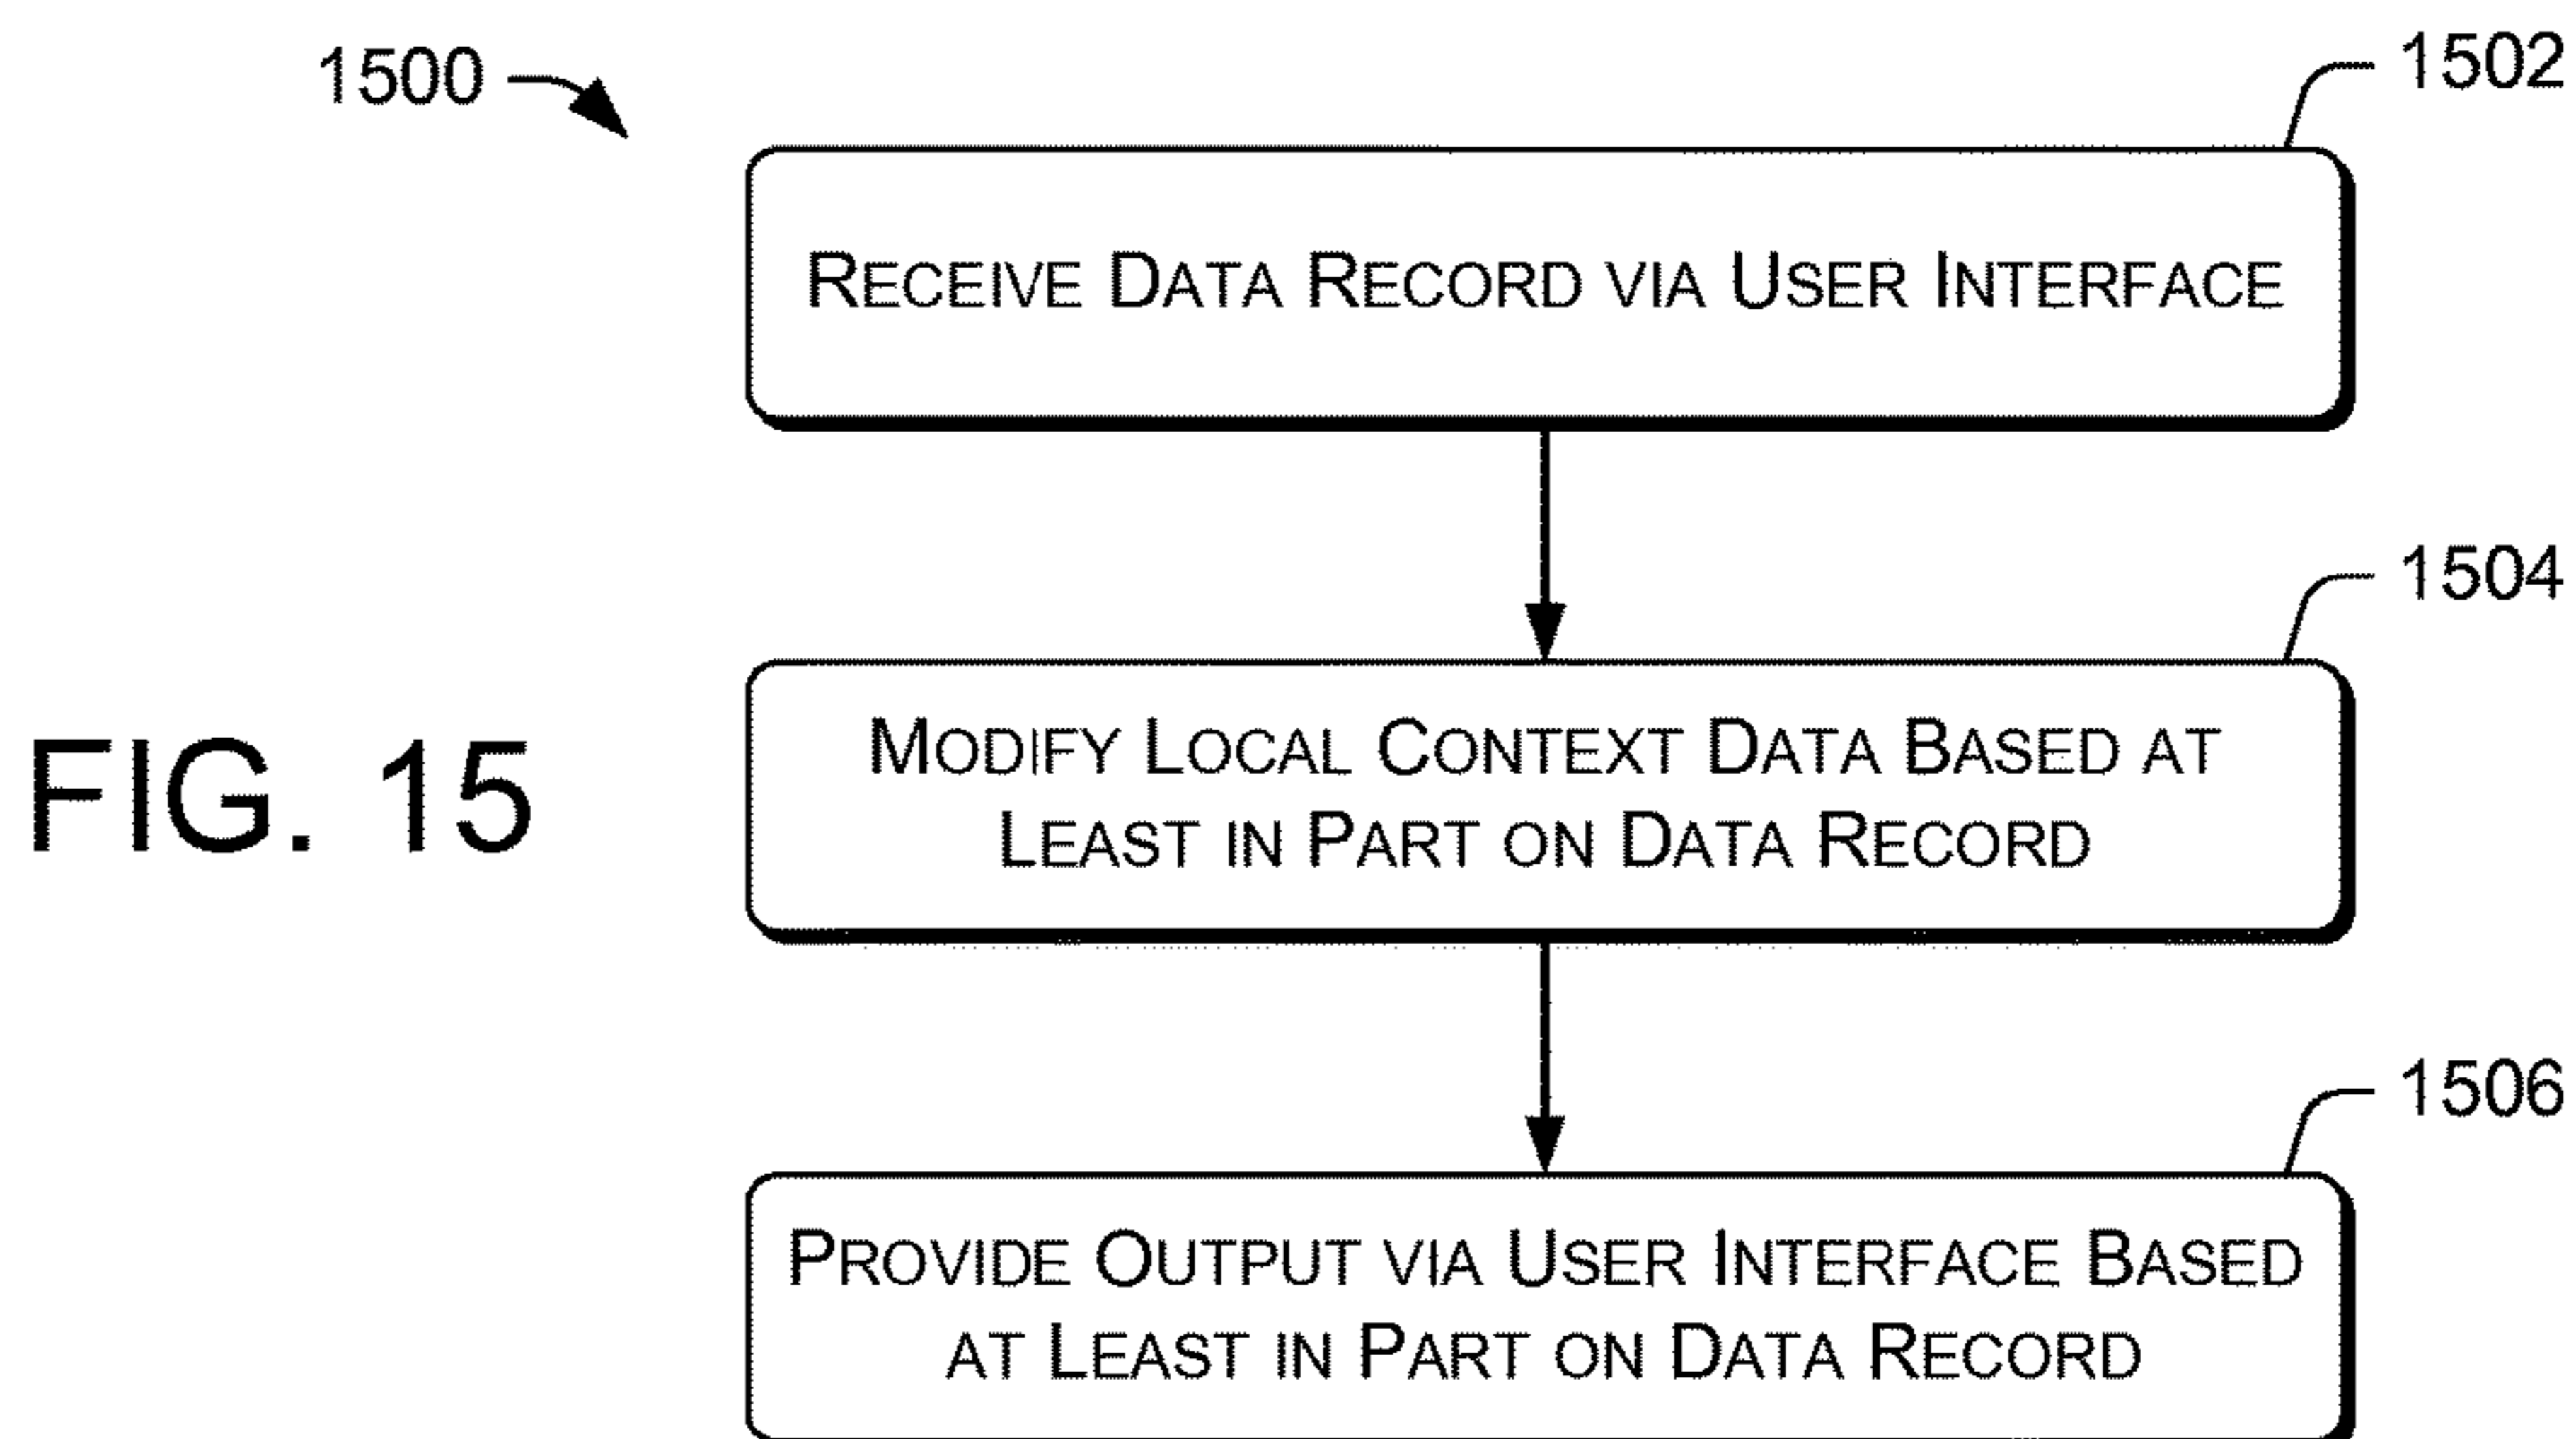 1500
1502
RECEIVE DATA RECORD VIA USER INTERFACE
1504
MODIFY LOCAL CONTEXT DATA BASED AT
LEAST IN PART ON DATA RECORD
FIG. 15
1506
PROVIDE OUTPUT VIA USER INTERFACE BASED
AT LEAST IN PART ON DATA RECORD